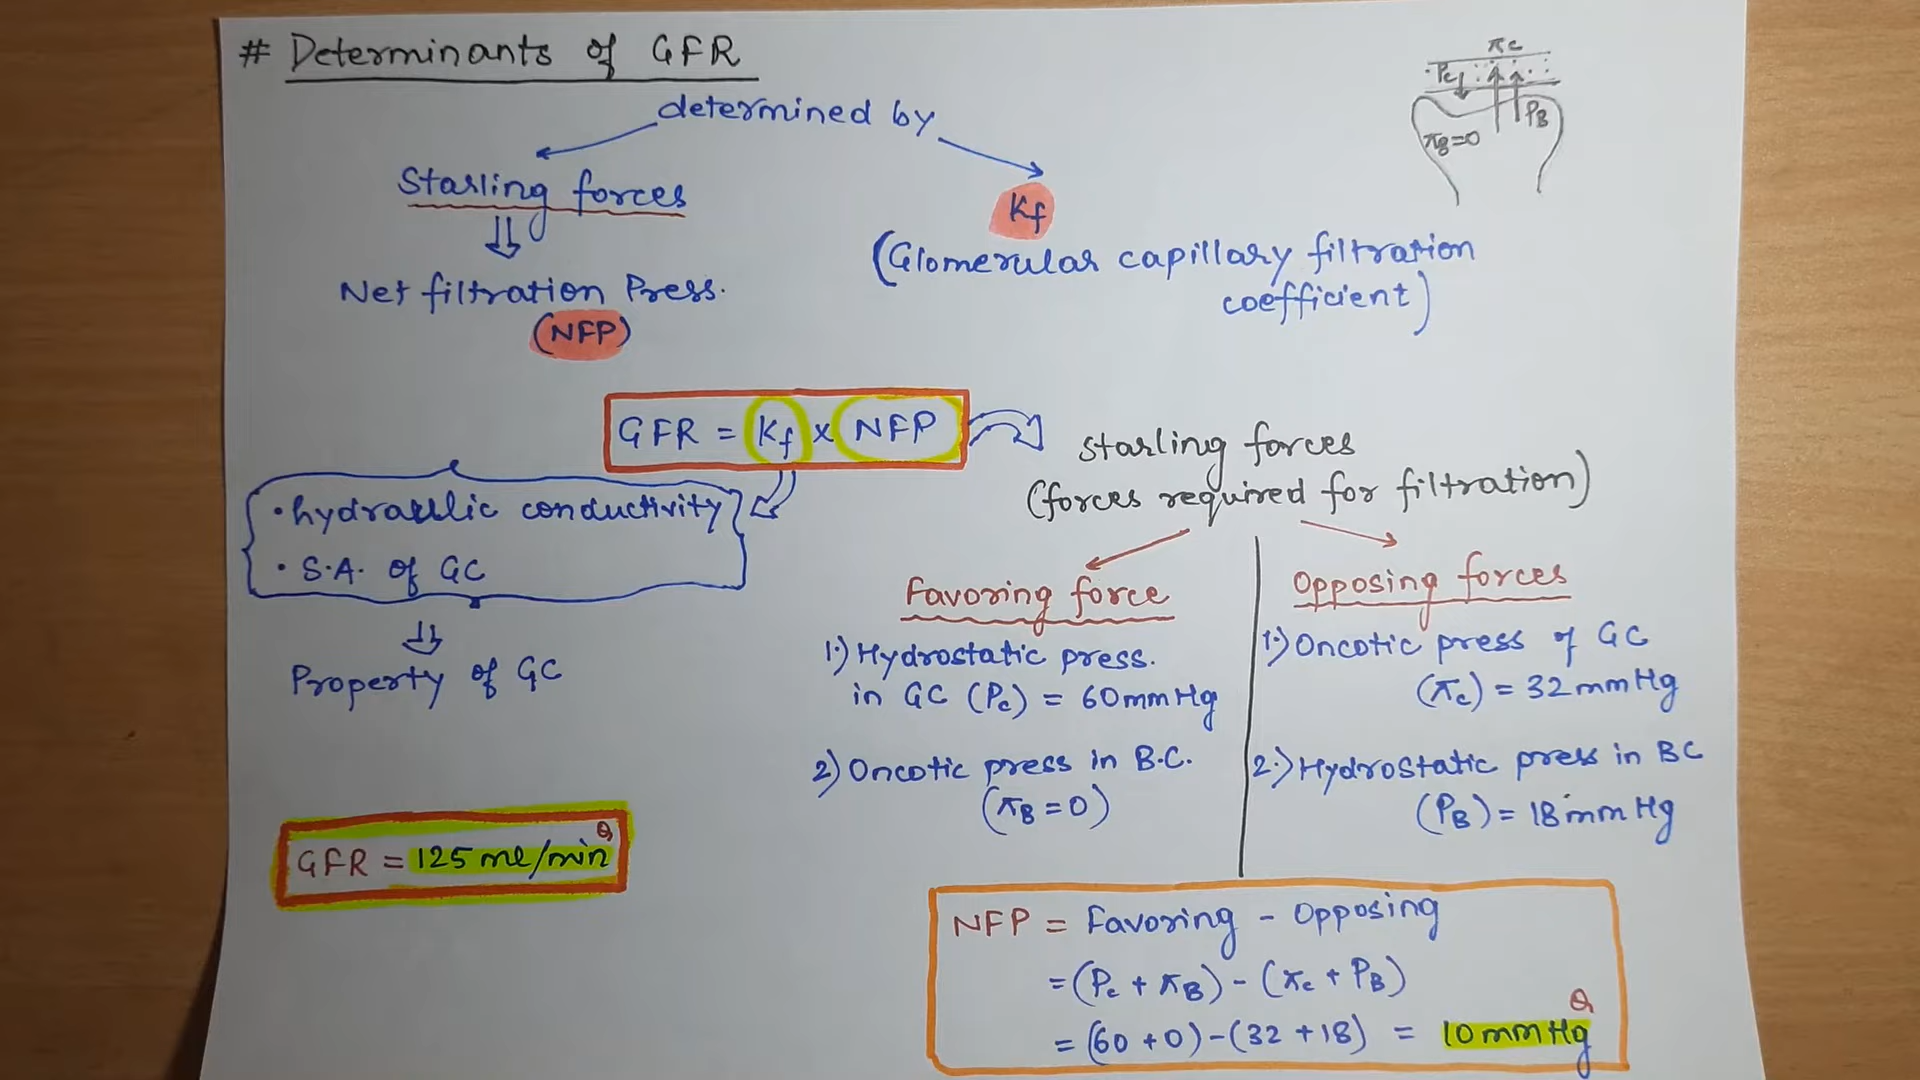 # Determinants of GFR
determined by
Starling forces
Net filtration Press.
(NFP)
Kf
(Glomerular capillary filtration
coefficient)
πc
Pc
PB
πB=0
GFR = Kf x NFP
• hydraulic conductivity
• S.A. of GC
Property of GC
GFR = 125 ml/min
Q
Starling forces
(forces required for filtration)
Favoring force
1.) Hydrostatic press.
in GC (Pc) = 60mmHg
2) Oncotic press in B.C.
(πB=0)
Opposing forces
1.) Oncotic press of GC
(πc) = 32mmHg
2.) Hydrostatic press in BC
(PB) = 18mmHg
NFP = Favoring - Opposing
= (Pc + πB) - (πc + PB)
= (60 + 0) - (32 + 18) = 10mmHg
Q